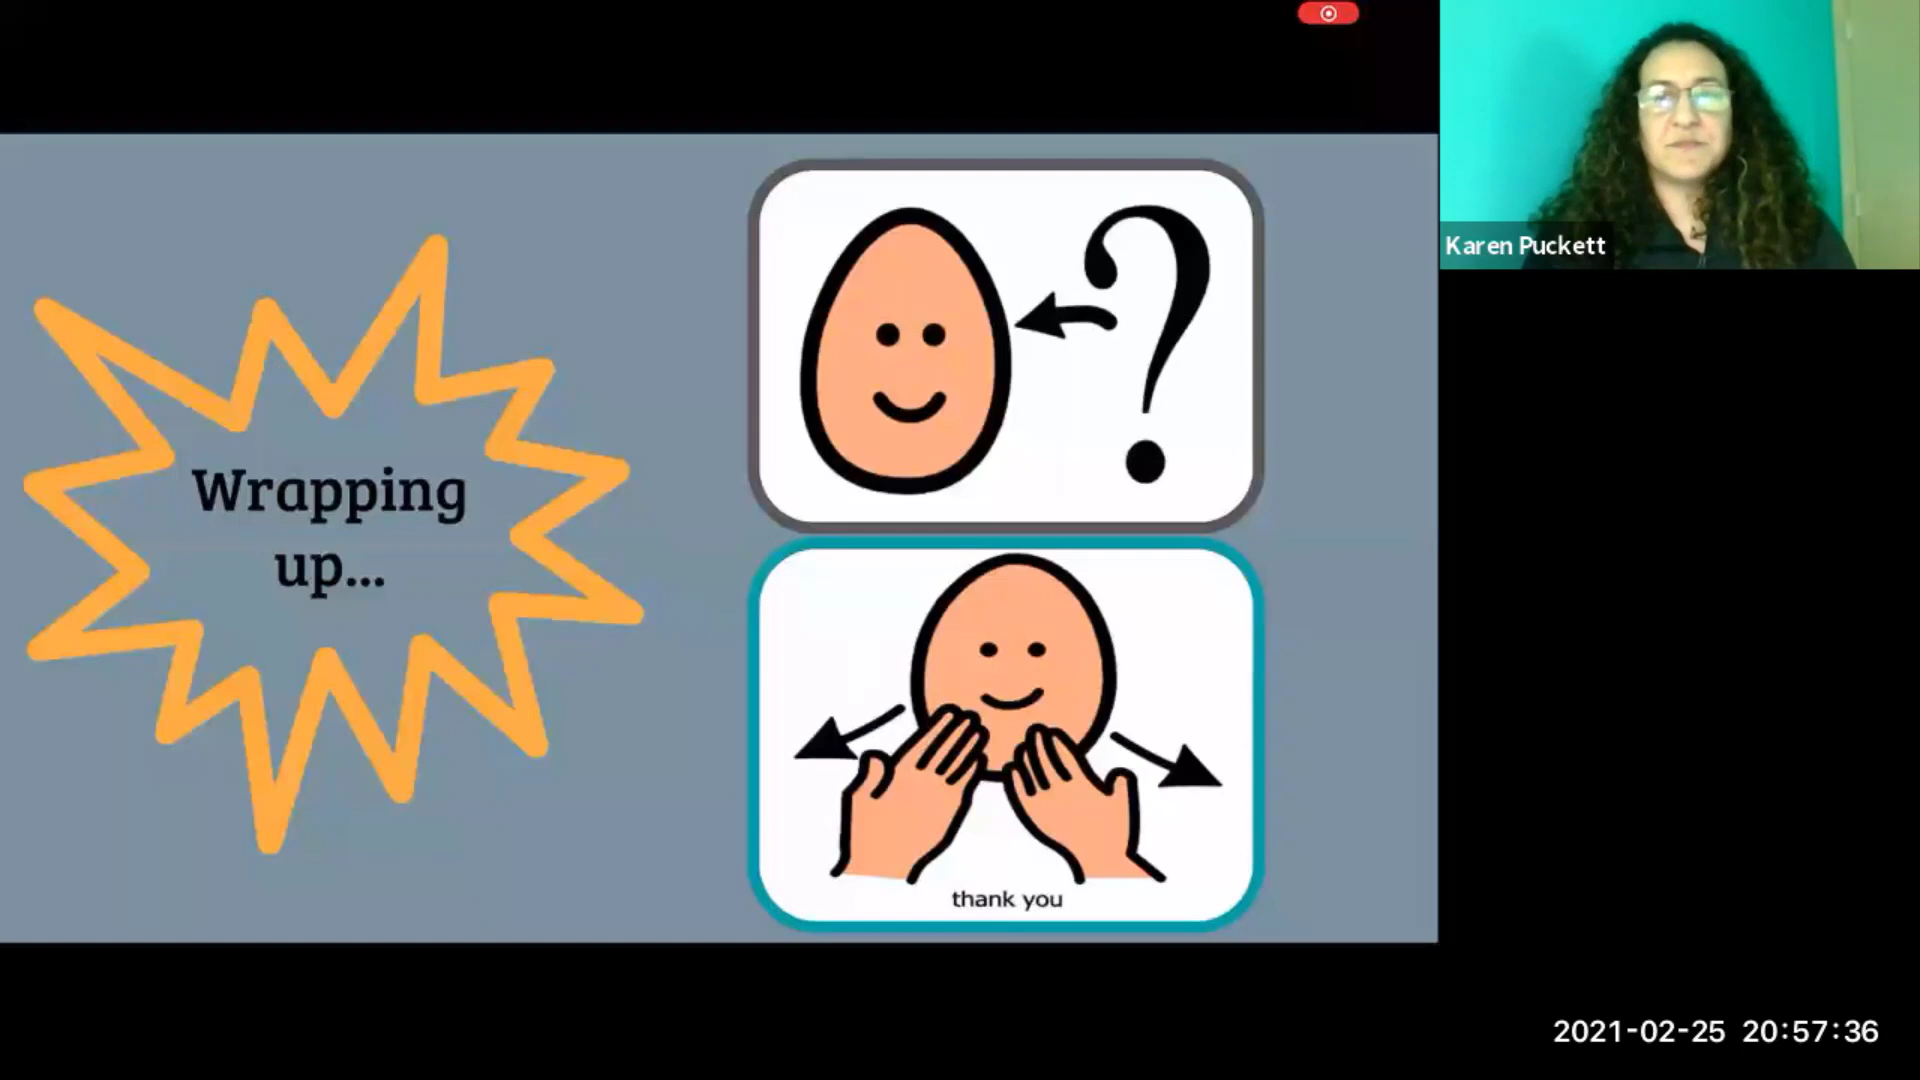 Wrapping
up...
?
thank you
Karen Puckett
2021-02-25 20:57:36